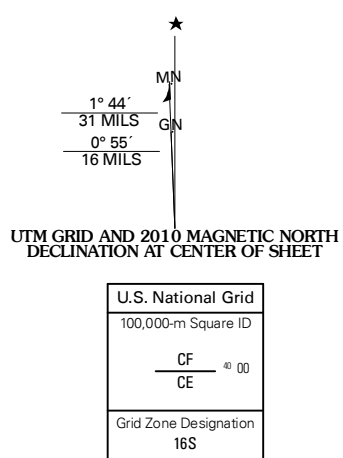 ★
MN
1° 44´
31 MILS
GN
0° 55´
16 MILS
UTM GRID AND 2010 MAGNETIC NORTH
DECLINATION AT CENTER OF SHEET
U.S. National Grid
100,000-m Square ID
CF
40 00
CE
Grid Zone Designation
16S